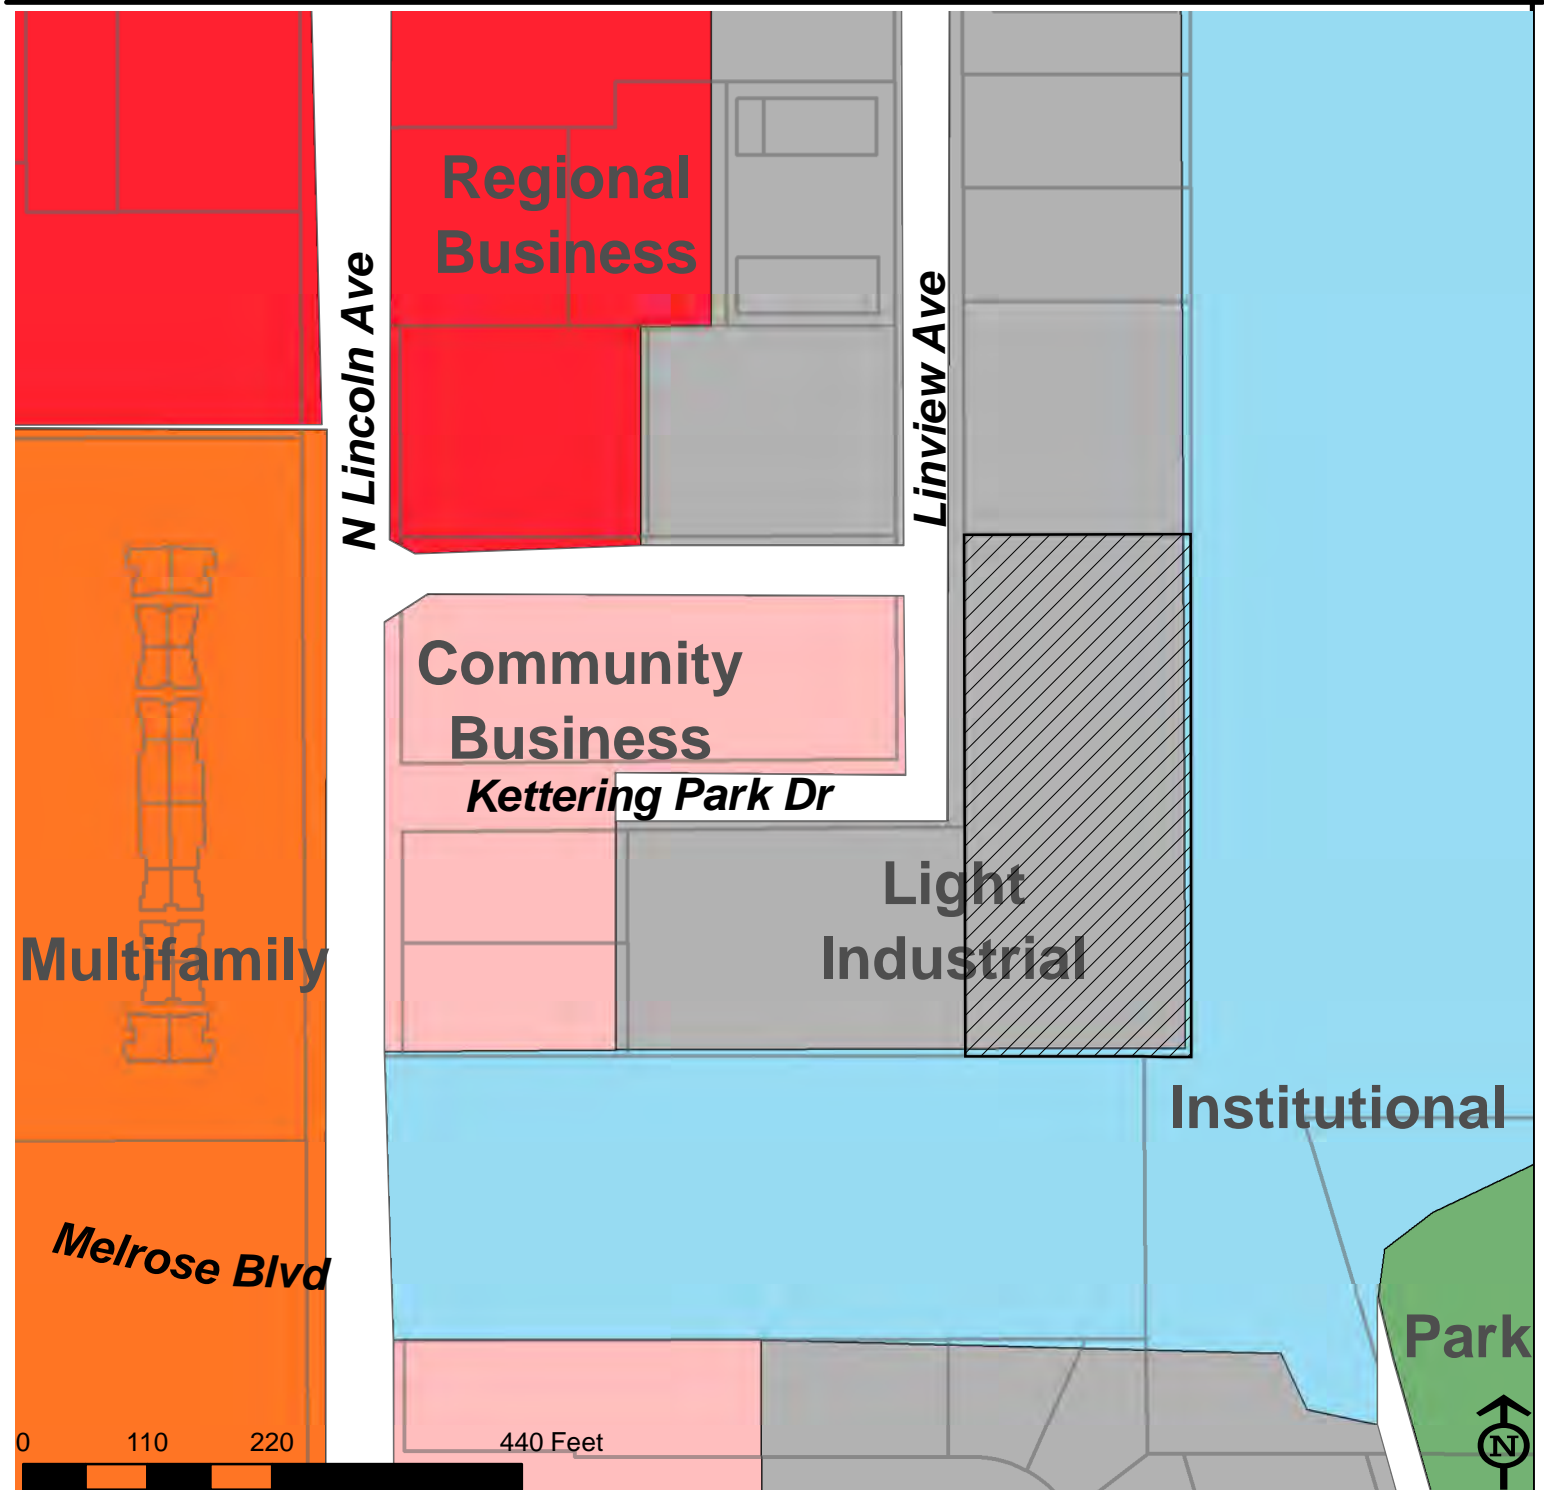 Regional
Business
N Lincoln Ave
Linview Ave
Community
Business
Kettering Park Dr
Light
Industrial
Multifamily
Institutional
Melrose Blvd
Park
0 110 220 440 Feet
N